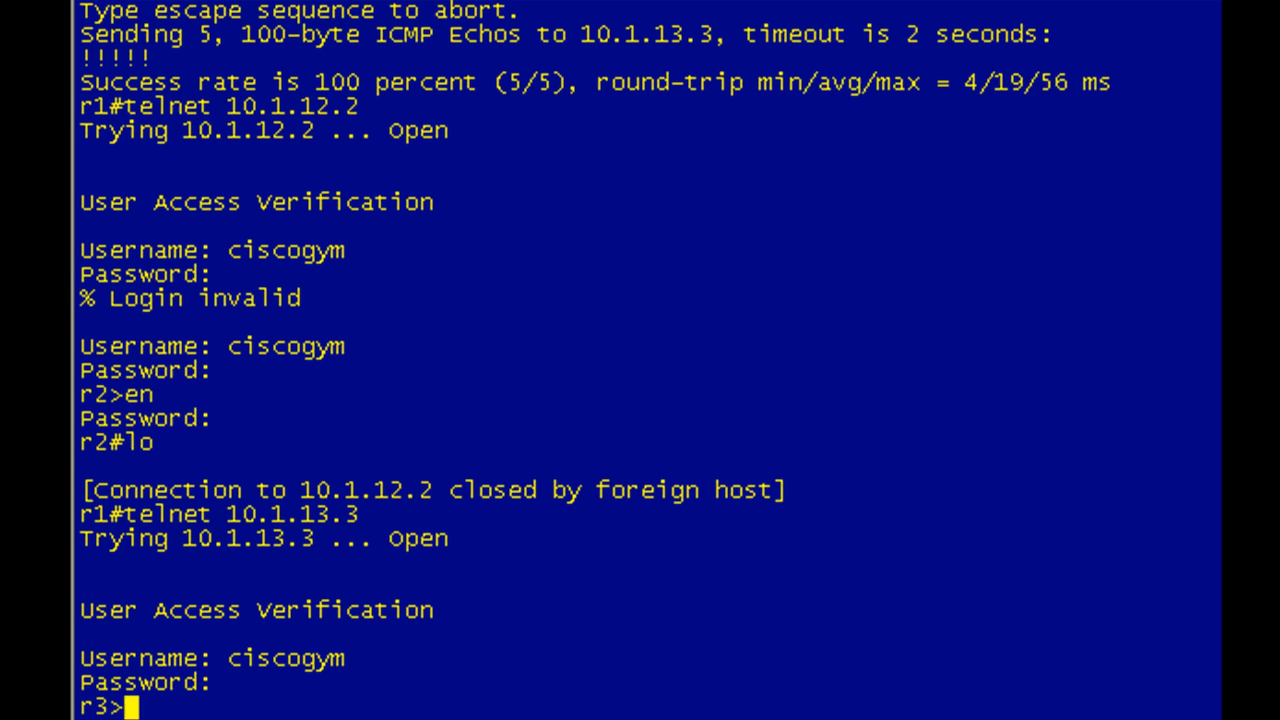 Type escape sequence to abort.
Sending 5, 100-byte ICMP Echos to 10.1.13.3, timeout is 2 seconds:
!!!!!
Success rate is 100 percent (5/5), round-trip min/avg/max = 4/19/56 ms
r1#telnet 10.1.12.2
Trying 10.1.12.2 ... Open
User Access Verification
Username: ciscogym
Password:
% Login invalid
Username: ciscogym
Password:
r2>en
Password:
r2#lo
[Connection to 10.1.12.2 closed by foreign host]
r1#telnet 10.1.13.3
Trying 10.1.13.3 ... Open
User Access Verification
Username: ciscogym
Password:
r3>